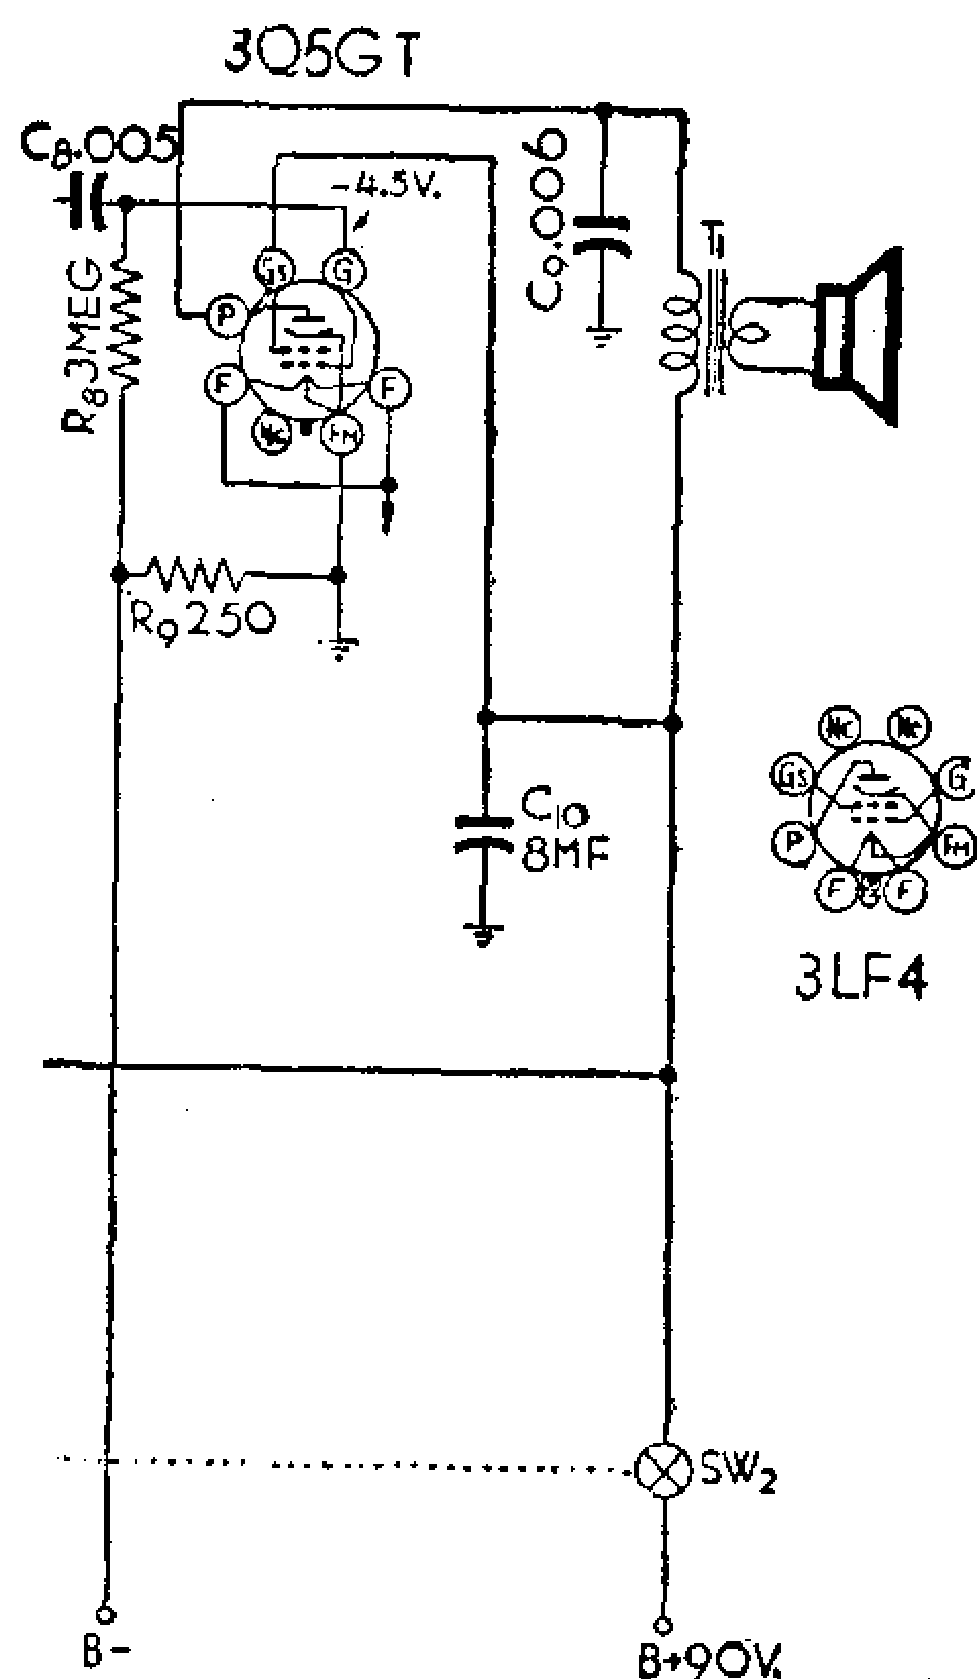 3Q5GT
C8 .005
-4.5V.
C9 .006
T1
R8 3MEG
Gs
G
P
F
F
NC
FM
R9 250
C10
8MF
NC
NC
Gs
G
P
FM
F
F
3LF4
SW2
B-
B+90V.